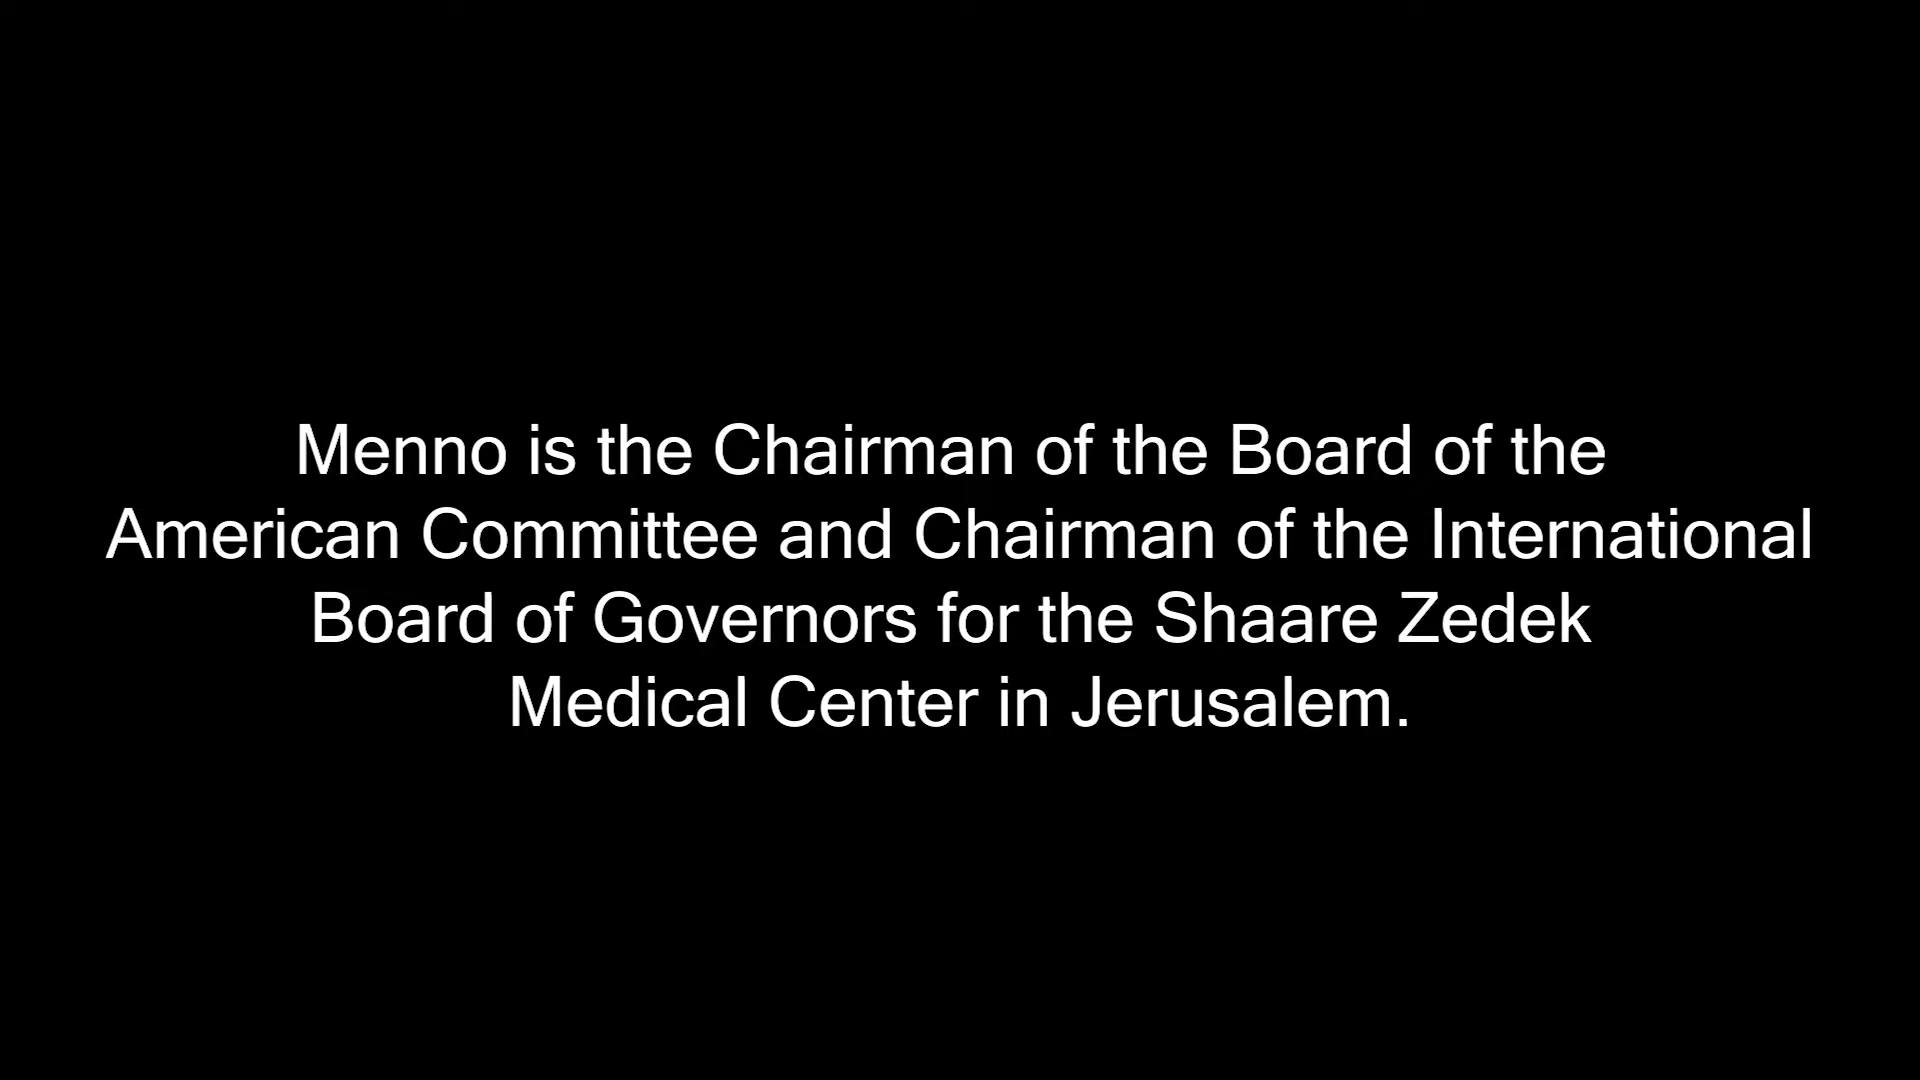 Menno is the Chairman of the Board of the
American Committee and Chairman of the International
Board of Governors for the Shaare Zedek
Medical Center in Jerusalem.